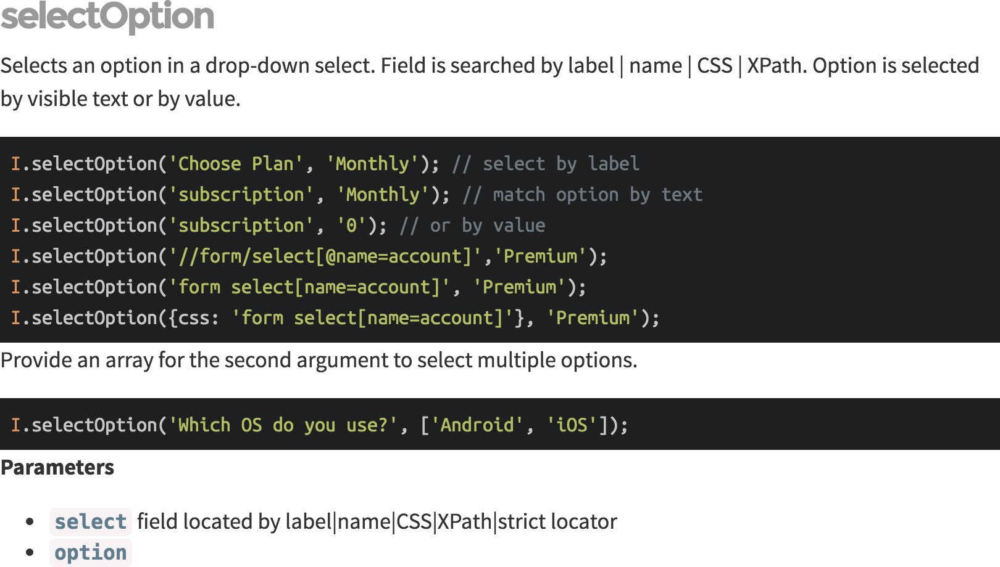 selectOption
Selects an option in a drop-down select. Field is searched by label | name | CSS | XPath. Option is selected
by visible text or by value.
I.selectOption('Choose Plan', 'Monthly'); // select by label
I.selectOption('subscription', 'Monthly'); // match option by text
I.selectOption('subscription', '0'); // or by value
I.selectOption('//form/select[@name=account]','Premium');
I.selectOption('form select[name=account]', 'Premium');
I.selectOption({css: 'form select[name=account]'}, 'Premium');
Provide an array for the second argument to select multiple options.
I.selectOption('Which OS do you use?', ['Android', 'iOS']);
Parameters
• select field located by label|name|CSS|XPath|strict locator
• option